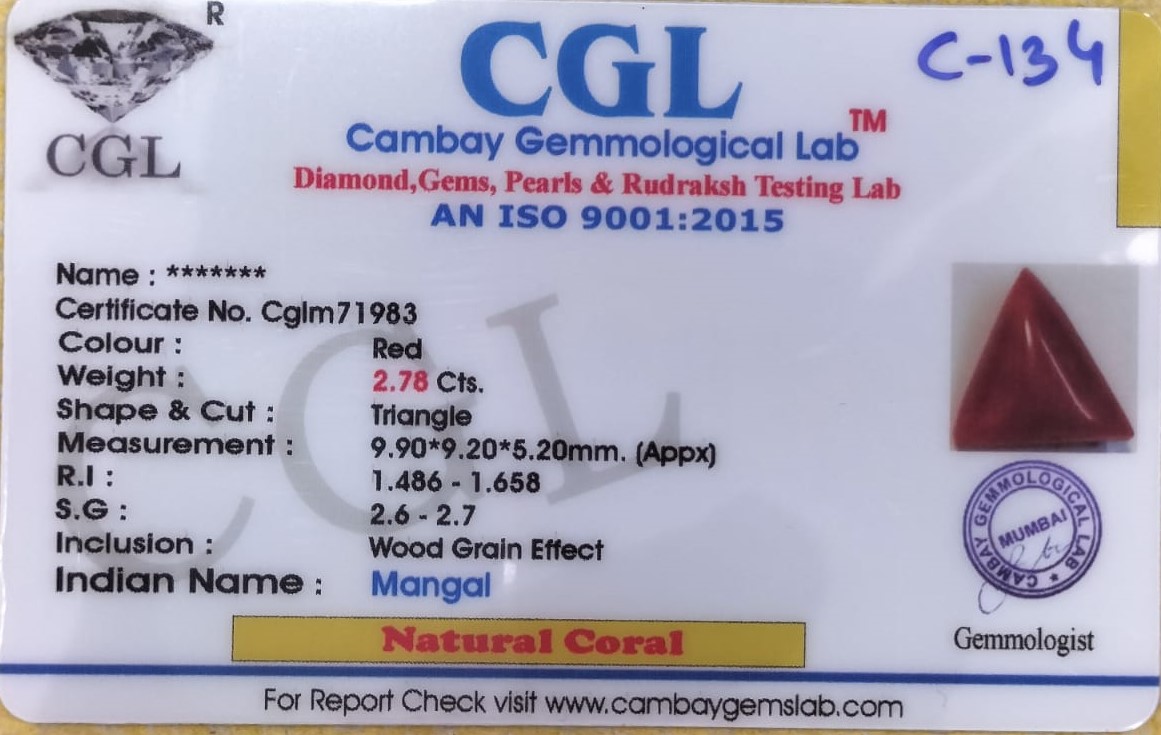 R
CGL
CGL
C-134
Cambay Gemmological Lab TM
Diamond,Gems, Pearls & Rudraksh Testing Lab
AN ISO 9001:2015
Name : *******
Certificate No. Cglm71983
Colour : Red
Weight : 2.78 Cts.
Shape & Cut : Triangle
Measurement : 9.90*9.20*5.20mm. (Appx)
R.I : 1.486 - 1.658
S.G : 2.6 - 2.7
Inclusion : Wood Grain Effect
Indian Name : Mangal
CGL
CAMBAY GEMMOLOGICAL LAB
MUMBAI
Gemmologist
Natural Coral
For Report Check visit www.cambaygemslab.com